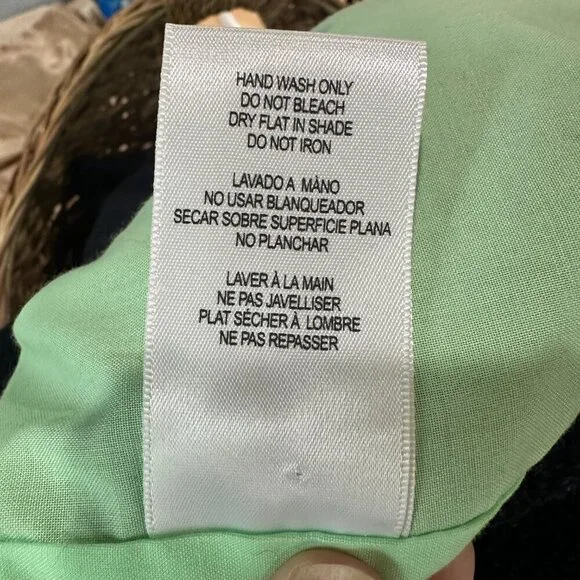 HAND WASH ONLY
DO NOT BLEACH
DRY FLAT IN SHADE
DO NOT IRON
LAVADO A MÀNO
NO USAR BLANQUEADOR
SECAR SOBRE SUPERFICIE PLANA
NO PLANCHAR
LAVER À LA MAIN
NE PAS JAVELLISER
PLAT SÉCHER À LOMBRE
NE PAS REPASSER